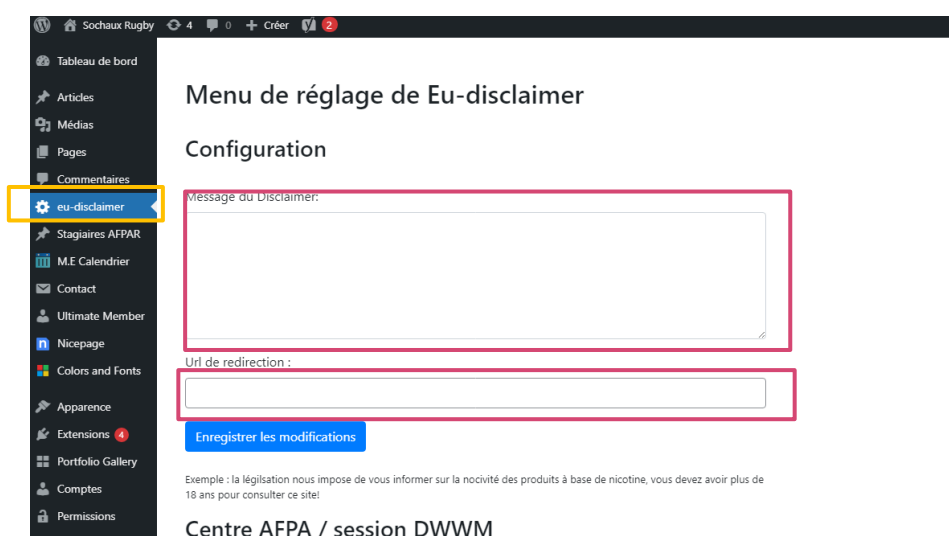 Sochaux Rugby 4 0 + Créer 2
Tableau de bord
Articles
Médias
Pages
Commentaires
eu-disclaimer
Stagiaires AFPAR
M.E Calendrier
Contact
Ultimate Member
Nicepage
Colors and Fonts
Apparence
Extensions 4
Portfolio Gallery
Comptes
Permissions
Menu de réglage de Eu-disclaimer
Configuration
Message du Disclaimer:
Url de redirection :
Enregistrer les modifications
Exemple : la légilsation nous impose de vous informer sur la nocivité des produits à base de nicotine, vous devez avoir plus de
18 ans pour consulter ce site!
Centre AFPA / session DWWM